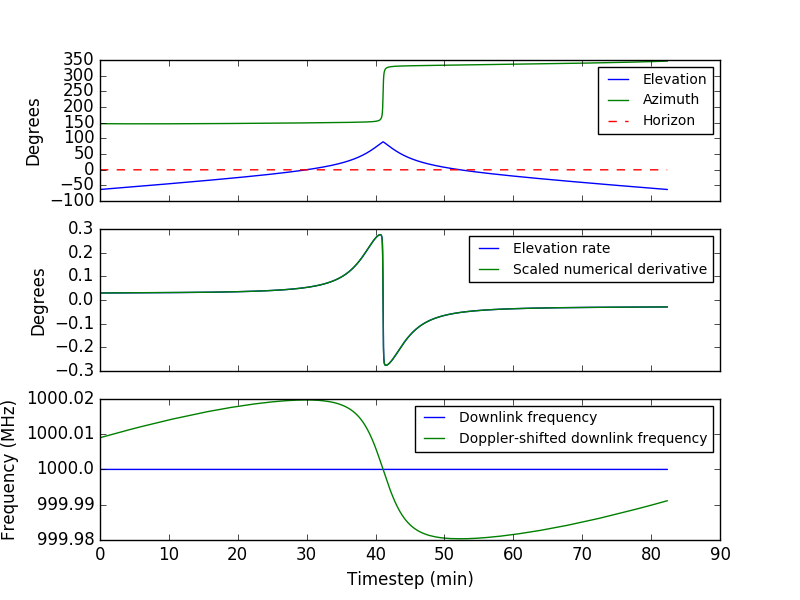 350
300
250
200
150
100
50
0
−50
−100
Degrees
Elevation
Azimuth
Horizon
0.3
0.2
0.1
0.0
−0.1
−0.2
−0.3
Degrees
Elevation rate
Scaled numerical derivative
1000.02
1000.01
1000.0
999.99
999.98
Frequency (MHz)
Downlink frequency
Doppler-shifted downlink frequency
0 10 20 30 40 50 60 70 80 90
Timestep (min)